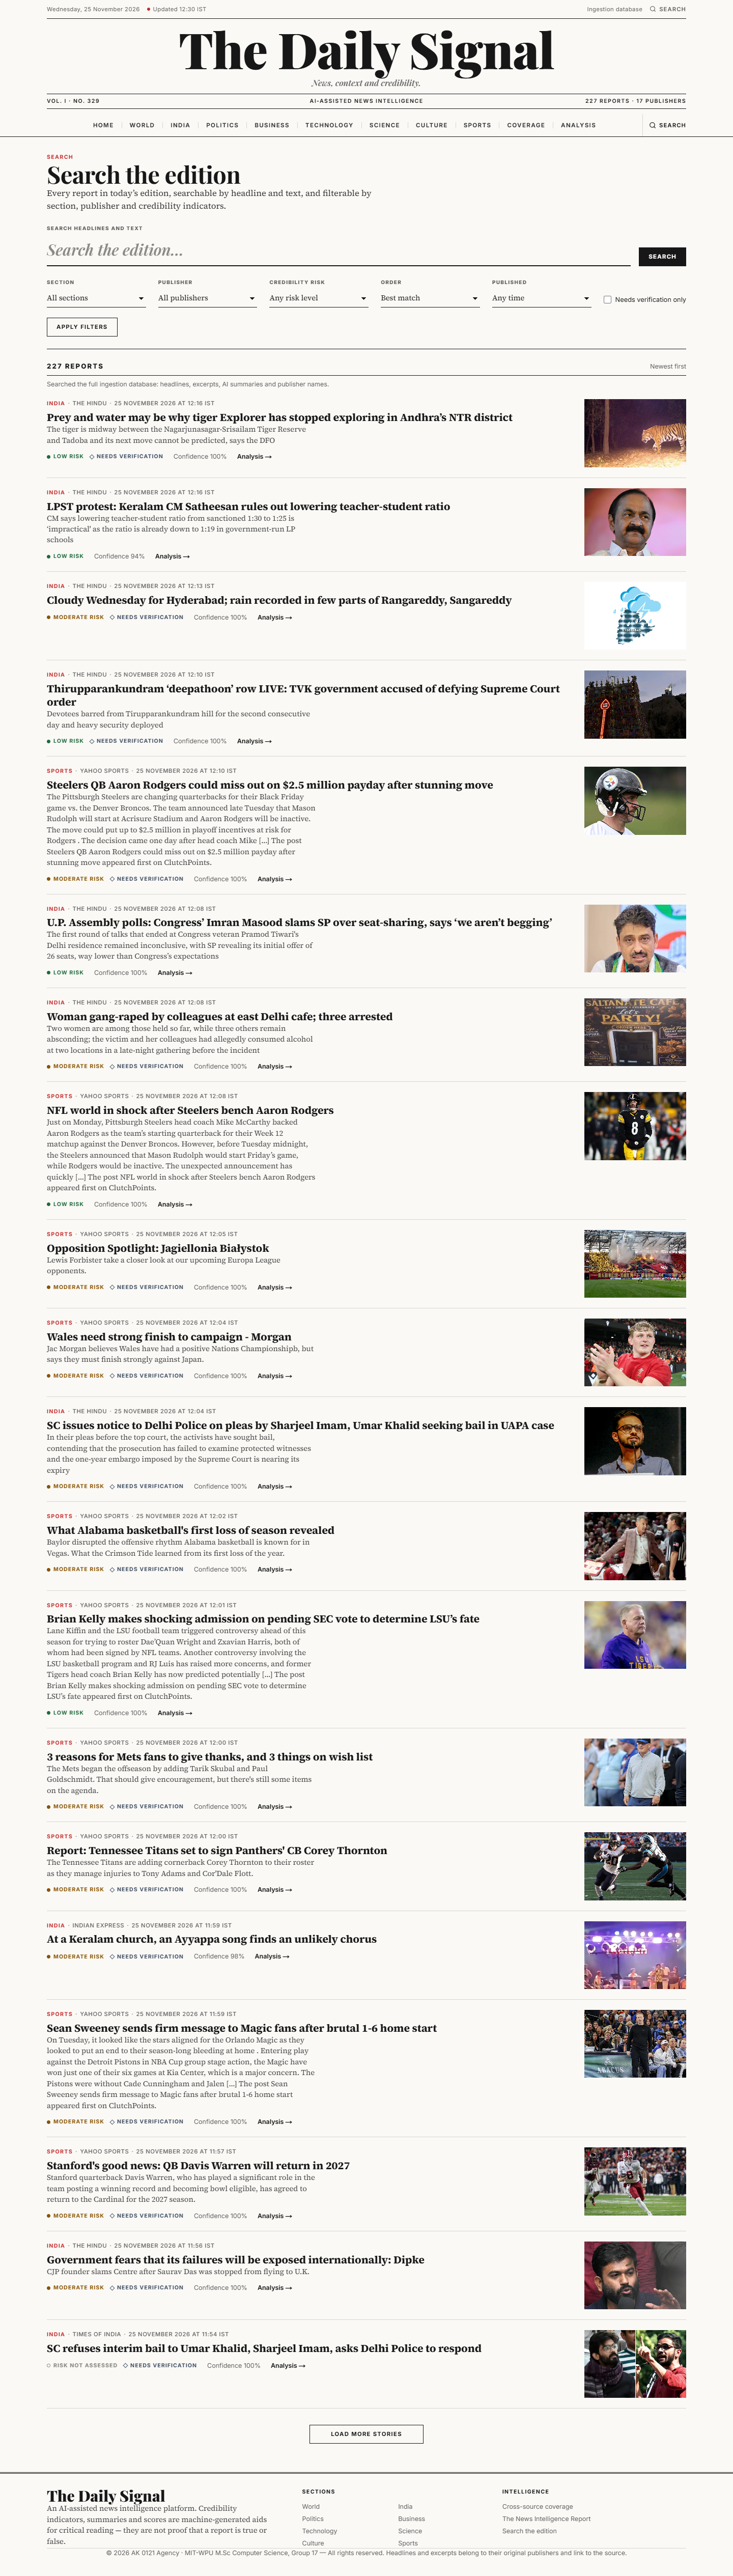 Wednesday, 25 November 2026 Updated 12:30 IST
Ingestion database SEARCH
The Daily Signal
News, context and credibility.
VOL. I · NO. 329
AI-ASSISTED NEWS INTELLIGENCE
227 REPORTS · 17 PUBLISHERS
HOME WORLD INDIA POLITICS BUSINESS TECHNOLOGY SCIENCE CULTURE SPORTS COVERAGE ANALYSIS SEARCH
SEARCH
Search the edition
Every report in today's edition, searchable by headline and text, and filterable by
section, publisher and credibility indicators.
SEARCH HEADLINES AND TEXT
Search the edition...
SEARCH
SECTION PUBLISHER CREDIBILITY RISK ORDER PUBLISHED
All sections All publishers Any risk level Best match Any time Needs verification only
APPLY FILTERS
227 REPORTS
Newest first
Searched the full ingestion database: headlines, excerpts, AI summaries and publisher names.
INDIA · THE HINDU · 25 NOVEMBER 2026 AT 12:16 IST
Prey and water may be why tiger Explorer has stopped exploring in Andhra's NTR district
The tiger is midway between the Nagarjunasagar-Srisailam Tiger Reserve
and Tadoba and its next move cannot be predicted, says the DFO
LOW RISK NEEDS VERIFICATION Confidence 100% Analysis →
INDIA · THE HINDU · 25 NOVEMBER 2026 AT 12:16 IST
LPST protest: Keralam CM Satheesan rules out lowering teacher-student ratio
CM says lowering teacher-student ratio from sanctioned 1:30 to 1:25 is
'impractical' as the ratio is already down to 1:19 in government-run LP
schools
LOW RISK Confidence 94% Analysis →
INDIA · THE HINDU · 25 NOVEMBER 2026 AT 12:13 IST
Cloudy Wednesday for Hyderabad; rain recorded in few parts of Rangareddy, Sangareddy
MODERATE RISK NEEDS VERIFICATION Confidence 100% Analysis →
INDIA · THE HINDU · 25 NOVEMBER 2026 AT 12:10 IST
Thirupparankundram 'deepathoon' row LIVE: TVK government accused of defying Supreme Court
order
Devotees barred from Tirupparankundram hill for the second consecutive
day and heavy security deployed
LOW RISK NEEDS VERIFICATION Confidence 100% Analysis →
SPORTS · YAHOO SPORTS · 25 NOVEMBER 2026 AT 12:10 IST
Steelers QB Aaron Rodgers could miss out on $2.5 million payday after stunning move
The Pittsburgh Steelers are changing quarterbacks for their Black Friday
game vs. the Denver Broncos. The team announced late Tuesday that Mason
Rudolph will start at Acrisure Stadium and Aaron Rodgers will be inactive.
The move could put up to $2.5 million in playoff incentives at risk for
Rodgers . The decision came one day after head coach Mike [...] The post
Steelers QB Aaron Rodgers could miss out on $2.5 million payday after
stunning move appeared first on ClutchPoints.
MODERATE RISK NEEDS VERIFICATION Confidence 100% Analysis →
INDIA · THE HINDU · 25 NOVEMBER 2026 AT 12:08 IST
U.P. Assembly polls: Congress' Imran Masood slams SP over seat-sharing, says 'we aren't begging'
The first round of talks that ended at Congress veteran Pramod Tiwari's
Delhi residence remained inconclusive, with SP revealing its initial offer of
26 seats, way lower than Congress's expectations
LOW RISK Confidence 100% Analysis →
INDIA · THE HINDU · 25 NOVEMBER 2026 AT 12:08 IST
Woman gang-raped by colleagues at east Delhi cafe; three arrested
Two women are among those held so far, while three others remain
absconding; the victim and her colleagues had allegedly consumed alcohol
at two locations in a late-night gathering before the incident
MODERATE RISK NEEDS VERIFICATION Confidence 100% Analysis →
SALTANATE CAFE
PARTY!
SPORTS · YAHOO SPORTS · 25 NOVEMBER 2026 AT 12:08 IST
NFL world in shock after Steelers bench Aaron Rodgers
Just on Monday, Pittsburgh Steelers head coach Mike McCarthy backed
Aaron Rodgers as the team's starting quarterback for their Week 12
matchup against the Denver Broncos. However, before Tuesday midnight,
the Steelers announced that Mason Rudolph would start Friday's game,
while Rodgers would be inactive. The unexpected announcement has
quickly [...] The post NFL world in shock after Steelers bench Aaron Rodgers
appeared first on ClutchPoints.
LOW RISK Confidence 100% Analysis →
8
SPORTS · YAHOO SPORTS · 25 NOVEMBER 2026 AT 12:05 IST
Opposition Spotlight: Jagiellonia Białystok
Lewis Forbister take a closer look at our upcoming Europa League
opponents.
MODERATE RISK NEEDS VERIFICATION Confidence 100% Analysis →
SPORTS · YAHOO SPORTS · 25 NOVEMBER 2026 AT 12:04 IST
Wales need strong finish to campaign - Morgan
Jac Morgan believes Wales have had a positive Nations Championshipb, but
says they must finish strongly against Japan.
MODERATE RISK NEEDS VERIFICATION Confidence 100% Analysis →
INDIA · THE HINDU · 25 NOVEMBER 2026 AT 12:04 IST
SC issues notice to Delhi Police on pleas by Sharjeel Imam, Umar Khalid seeking bail in UAPA case
In their pleas before the top court, the activists have sought bail,
contending that the prosecution has failed to examine protected witnesses
and the one-year embargo imposed by the Supreme Court is nearing its
expiry
MODERATE RISK NEEDS VERIFICATION Confidence 100% Analysis →
SPORTS · YAHOO SPORTS · 25 NOVEMBER 2026 AT 12:02 IST
What Alabama basketball's first loss of season revealed
Baylor disrupted the offensive rhythm Alabama basketball is known for in
Vegas. What the Crimson Tide learned from its first loss of the year.
MODERATE RISK NEEDS VERIFICATION Confidence 100% Analysis →
SPORTS · YAHOO SPORTS · 25 NOVEMBER 2026 AT 12:01 IST
Brian Kelly makes shocking admission on pending SEC vote to determine LSU's fate
Lane Kiffin and the LSU football team triggered controversy ahead of this
season for trying to roster Dae'Quan Wright and Zxavian Harris, both of
whom had been signed by NFL teams. Another controversy involving the
LSU basketball program and RJ Luis has raised more concerns, and former
Tigers head coach Brian Kelly has now predicted potentially [...] The post
Brian Kelly makes shocking admission on pending SEC vote to determine
LSU's fate appeared first on ClutchPoints.
LOW RISK Confidence 100% Analysis →
SPORTS · YAHOO SPORTS · 25 NOVEMBER 2026 AT 12:00 IST
3 reasons for Mets fans to give thanks, and 3 things on wish list
The Mets began the offseason by adding Tarik Skubal and Paul
Goldschmidt. That should give encouragement, but there's still some items
on the agenda.
MODERATE RISK NEEDS VERIFICATION Confidence 100% Analysis →
SPORTS · YAHOO SPORTS · 25 NOVEMBER 2026 AT 12:00 IST
Report: Tennessee Titans set to sign Panthers' CB Corey Thornton
The Tennessee Titans are adding cornerback Corey Thornton to their roster
as they manage injuries to Tony Adams and Cor'Dale Flott.
MODERATE RISK NEEDS VERIFICATION Confidence 100% Analysis →
INDIA · INDIAN EXPRESS · 25 NOVEMBER 2026 AT 11:59 IST
At a Keralam church, an Ayyappa song finds an unlikely chorus
MODERATE RISK NEEDS VERIFICATION Confidence 98% Analysis →
SPORTS · YAHOO SPORTS · 25 NOVEMBER 2026 AT 11:59 IST
Sean Sweeney sends firm message to Magic fans after brutal 1-6 home start
On Tuesday, it looked like the stars aligned for the Orlando Magic as they
looked to put an end to their season-long bleeding at home . Entering play
against the Detroit Pistons in NBA Cup group stage action, the Magic have
won just one of their six games at Kia Center, which is a major concern. The
Pistons were without Cade Cunningham and Jalen [...] The post Sean
Sweeney sends firm message to Magic fans after brutal 1-6 home start
appeared first on ClutchPoints.
MODERATE RISK NEEDS VERIFICATION Confidence 100% Analysis →
SPORTS · YAHOO SPORTS · 25 NOVEMBER 2026 AT 11:57 IST
Stanford's good news: QB Davis Warren will return in 2027
Stanford quarterback Davis Warren, who has played a significant role in the
team posting a winning record and becoming bowl eligible, has agreed to
return to the Cardinal for the 2027 season.
MODERATE RISK NEEDS VERIFICATION Confidence 100% Analysis →
INDIA · THE HINDU · 25 NOVEMBER 2026 AT 11:56 IST
Government fears that its failures will be exposed internationally: Dipke
CJP founder slams Centre after Saurav Das was stopped from flying to U.K.
MODERATE RISK NEEDS VERIFICATION Confidence 100% Analysis →
INDIA · TIMES OF INDIA · 25 NOVEMBER 2026 AT 11:54 IST
SC refuses interim bail to Umar Khalid, Sharjeel Imam, asks Delhi Police to respond
RISK NOT ASSESSED NEEDS VERIFICATION Confidence 100% Analysis →
LOAD MORE STORIES
The Daily Signal
An AI-assisted news intelligence platform. Credibility
indicators, summaries and scores are machine-generated aids
for critical reading — they are not proof that a report is true or
false.
SECTIONS
World India
Politics Business
Technology Science
Culture Sports
INTELLIGENCE
Cross-source coverage
The News Intelligence Report
Search the edition
© 2026 AK 0121 Agency · MIT-WPU M.Sc Computer Science, Group 17 — All rights reserved. Headlines and excerpts belong to their original publishers and link to the source.